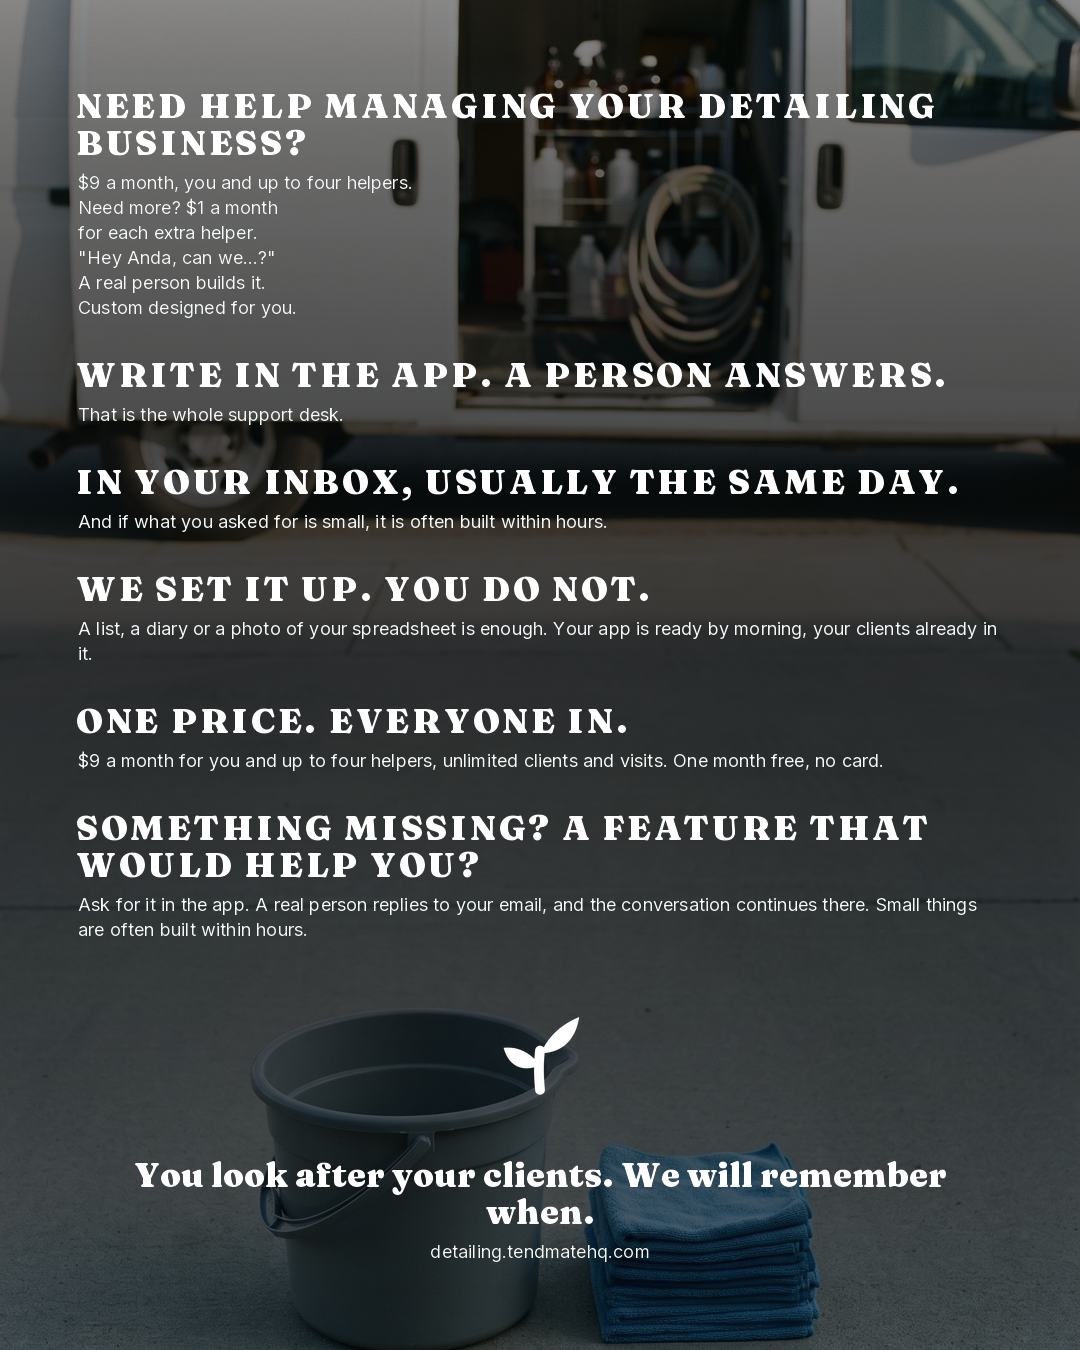 NEED HELP MANAGING YOUR DETAILING
BUSINESS?
$9 a month, you and up to four helpers.
Need more? $1 a month
for each extra helper.
"Hey Anda, can we...?"
A real person builds it.
Custom designed for you.
WRITE IN THE APP. A PERSON ANSWERS.
That is the whole support desk.
IN YOUR INBOX, USUALLY THE SAME DAY.
And if what you asked for is small, it is often built within hours.
WE SET IT UP. YOU DO NOT.
A list, a diary or a photo of your spreadsheet is enough. Your app is ready by morning, your clients already in
it.
ONE PRICE. EVERYONE IN.
$9 a month for you and up to four helpers, unlimited clients and visits. One month free, no card.
SOMETHING MISSING? A FEATURE THAT
WOULD HELP YOU?
Ask for it in the app. A real person replies to your email, and the conversation continues there. Small things
are often built within hours.
You look after your clients. We will remember
when.
detailing.tendmatehq.com